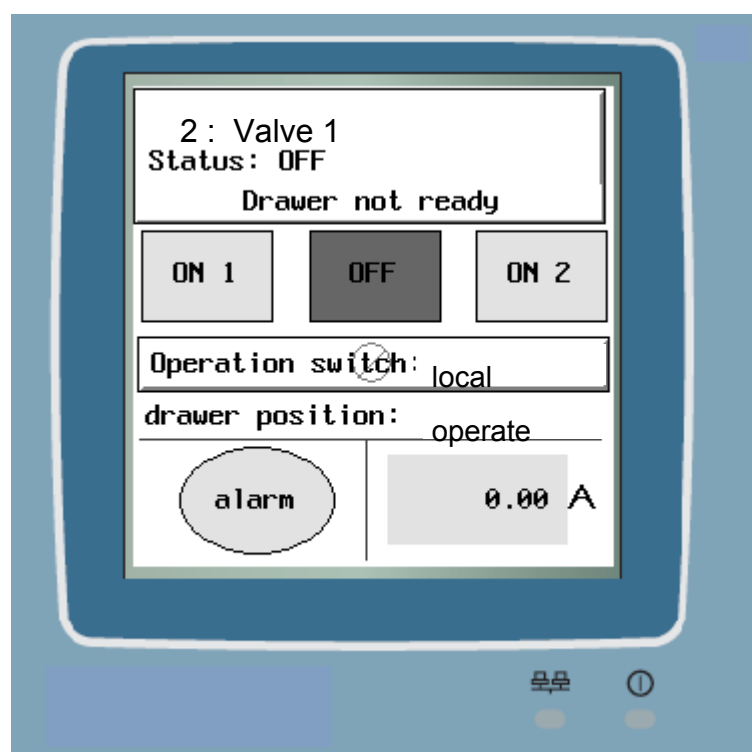 2 : Valve 1
Status: OFF
Drawer not ready
ON 1 OFF ON 2
Operation switch: local
drawer position: operate
alarm 0.00 A